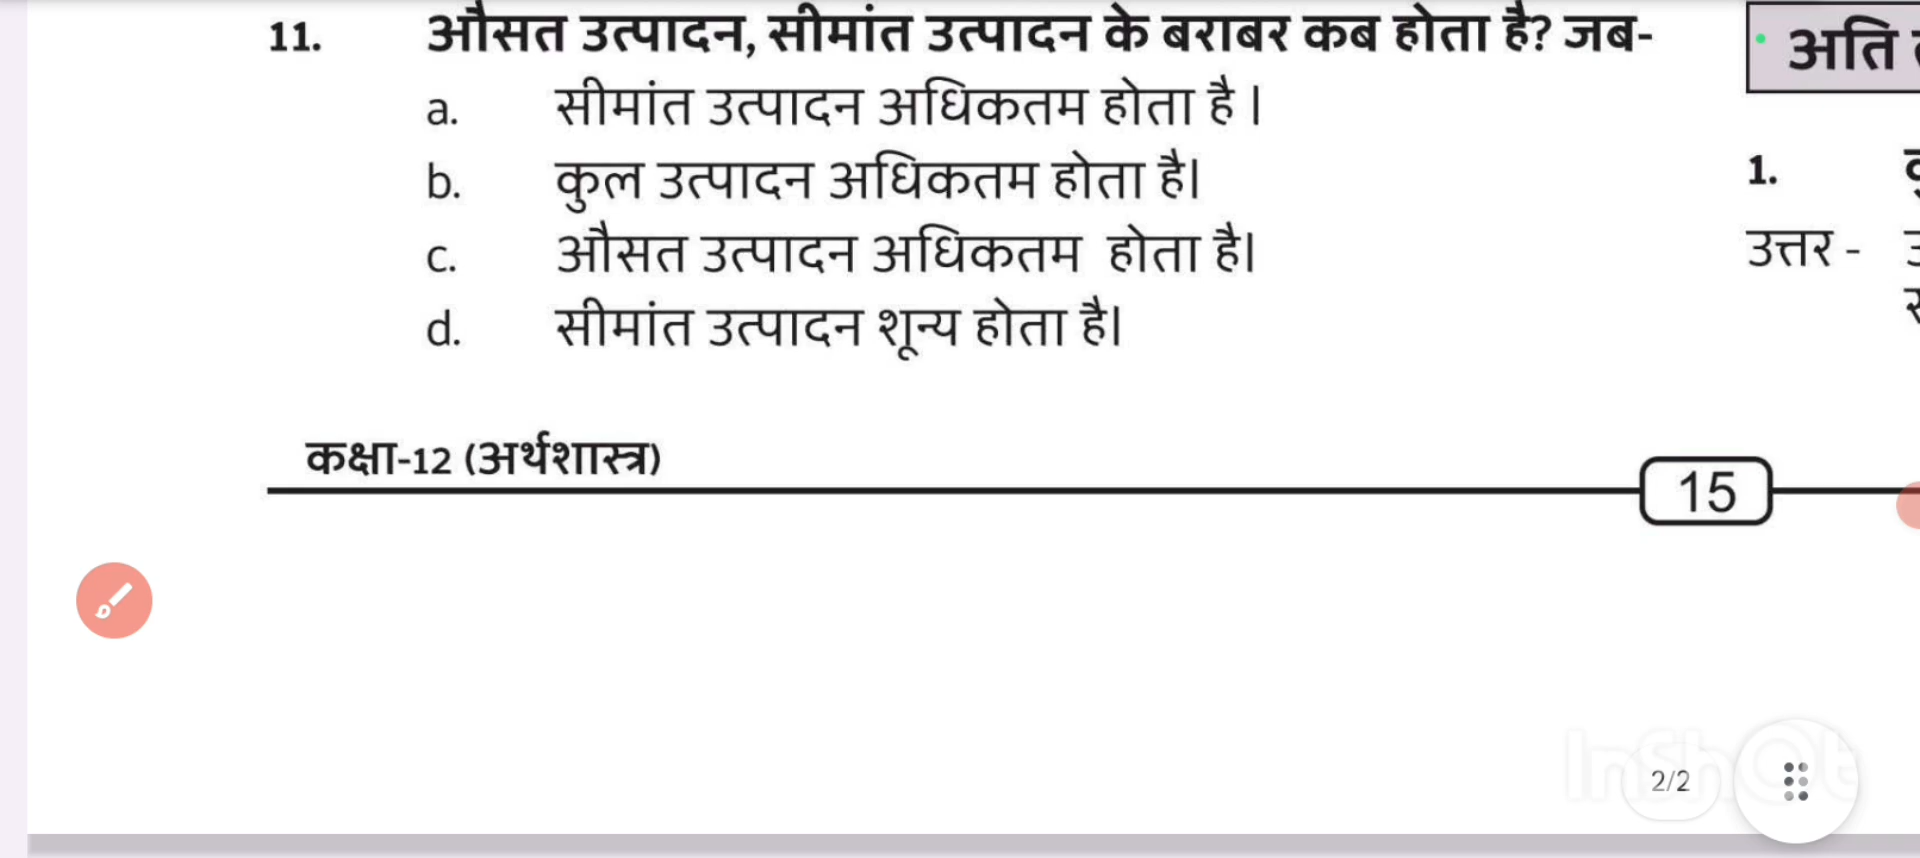 11. औसत उत्पादन, सीमांत उत्पादन के बराबर कब होता है? जब-
a. सीमांत उत्पादन अधिकतम होता है ।
b. कुल उत्पादन अधिकतम होता है।
c. औसत उत्पादन अधिकतम होता है।
d. सीमांत उत्पादन शून्य होता है।
कक्षा-12 (अर्थशास्त्र)
15
अति
1.
उत्तर -
2/2
InShOt